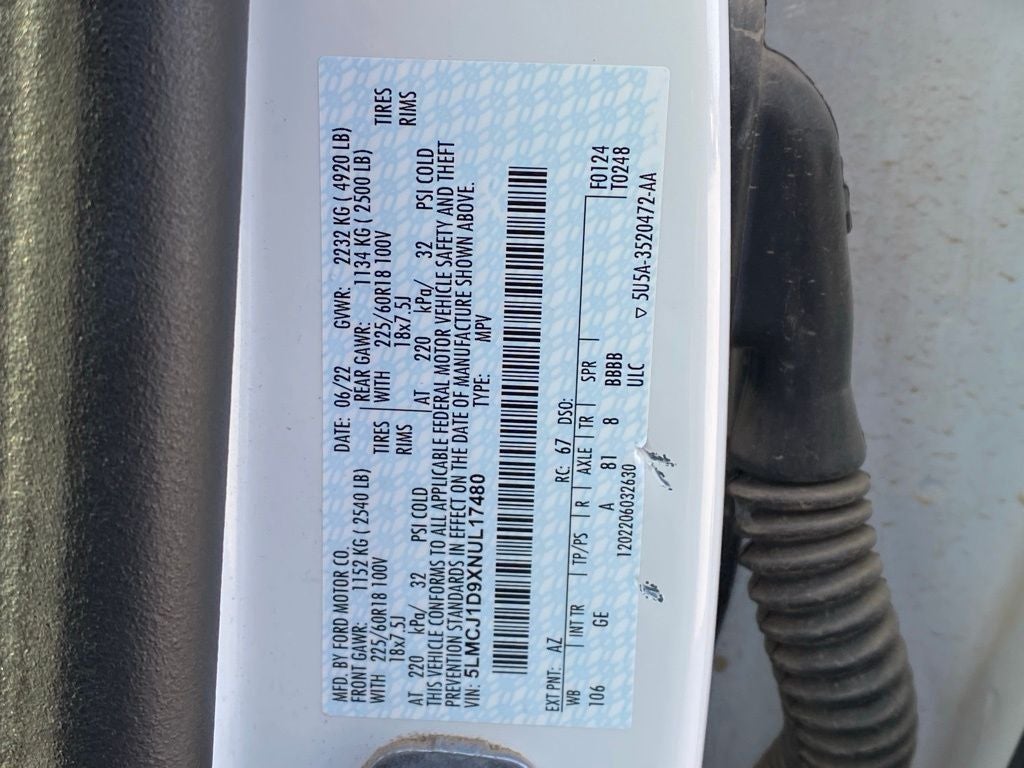 MFD. BY FORD MOTOR CO. DATE: 06/22 GVWR: 2232 KG ( 4920 LB)
FRONT GAWR: 1152 KG ( 2540 LB) REAR GAWR: 1134 KG ( 2500 LB)
WITH 225/60R18 100V TIRES WITH 225/60R18 100V TIRES
18x7.5J RIMS 18x7.5J RIMS
AT 220 kPa/ 32 PSI COLD AT 220 kPa/ 32 PSI COLD
THIS VEHICLE CONFORMS TO ALL APPLICABLE FEDERAL MOTOR VEHICLE SAFETY AND THEFT
PREVENTION STANDARDS IN EFFECT ON THE DATE OF MANUFACTURE SHOWN ABOVE.
VIN: 5LMCJ1D9XNUL17480 TYPE: MPV
EXT PNT: AZ RC: 67 DSO:
WB INT TR TP/PS R AXLE TR SPR F0124
106 GE A 81 8 BBBB T0248
ULC
120220603263​0 ▽ 5U5A-3520472-AA